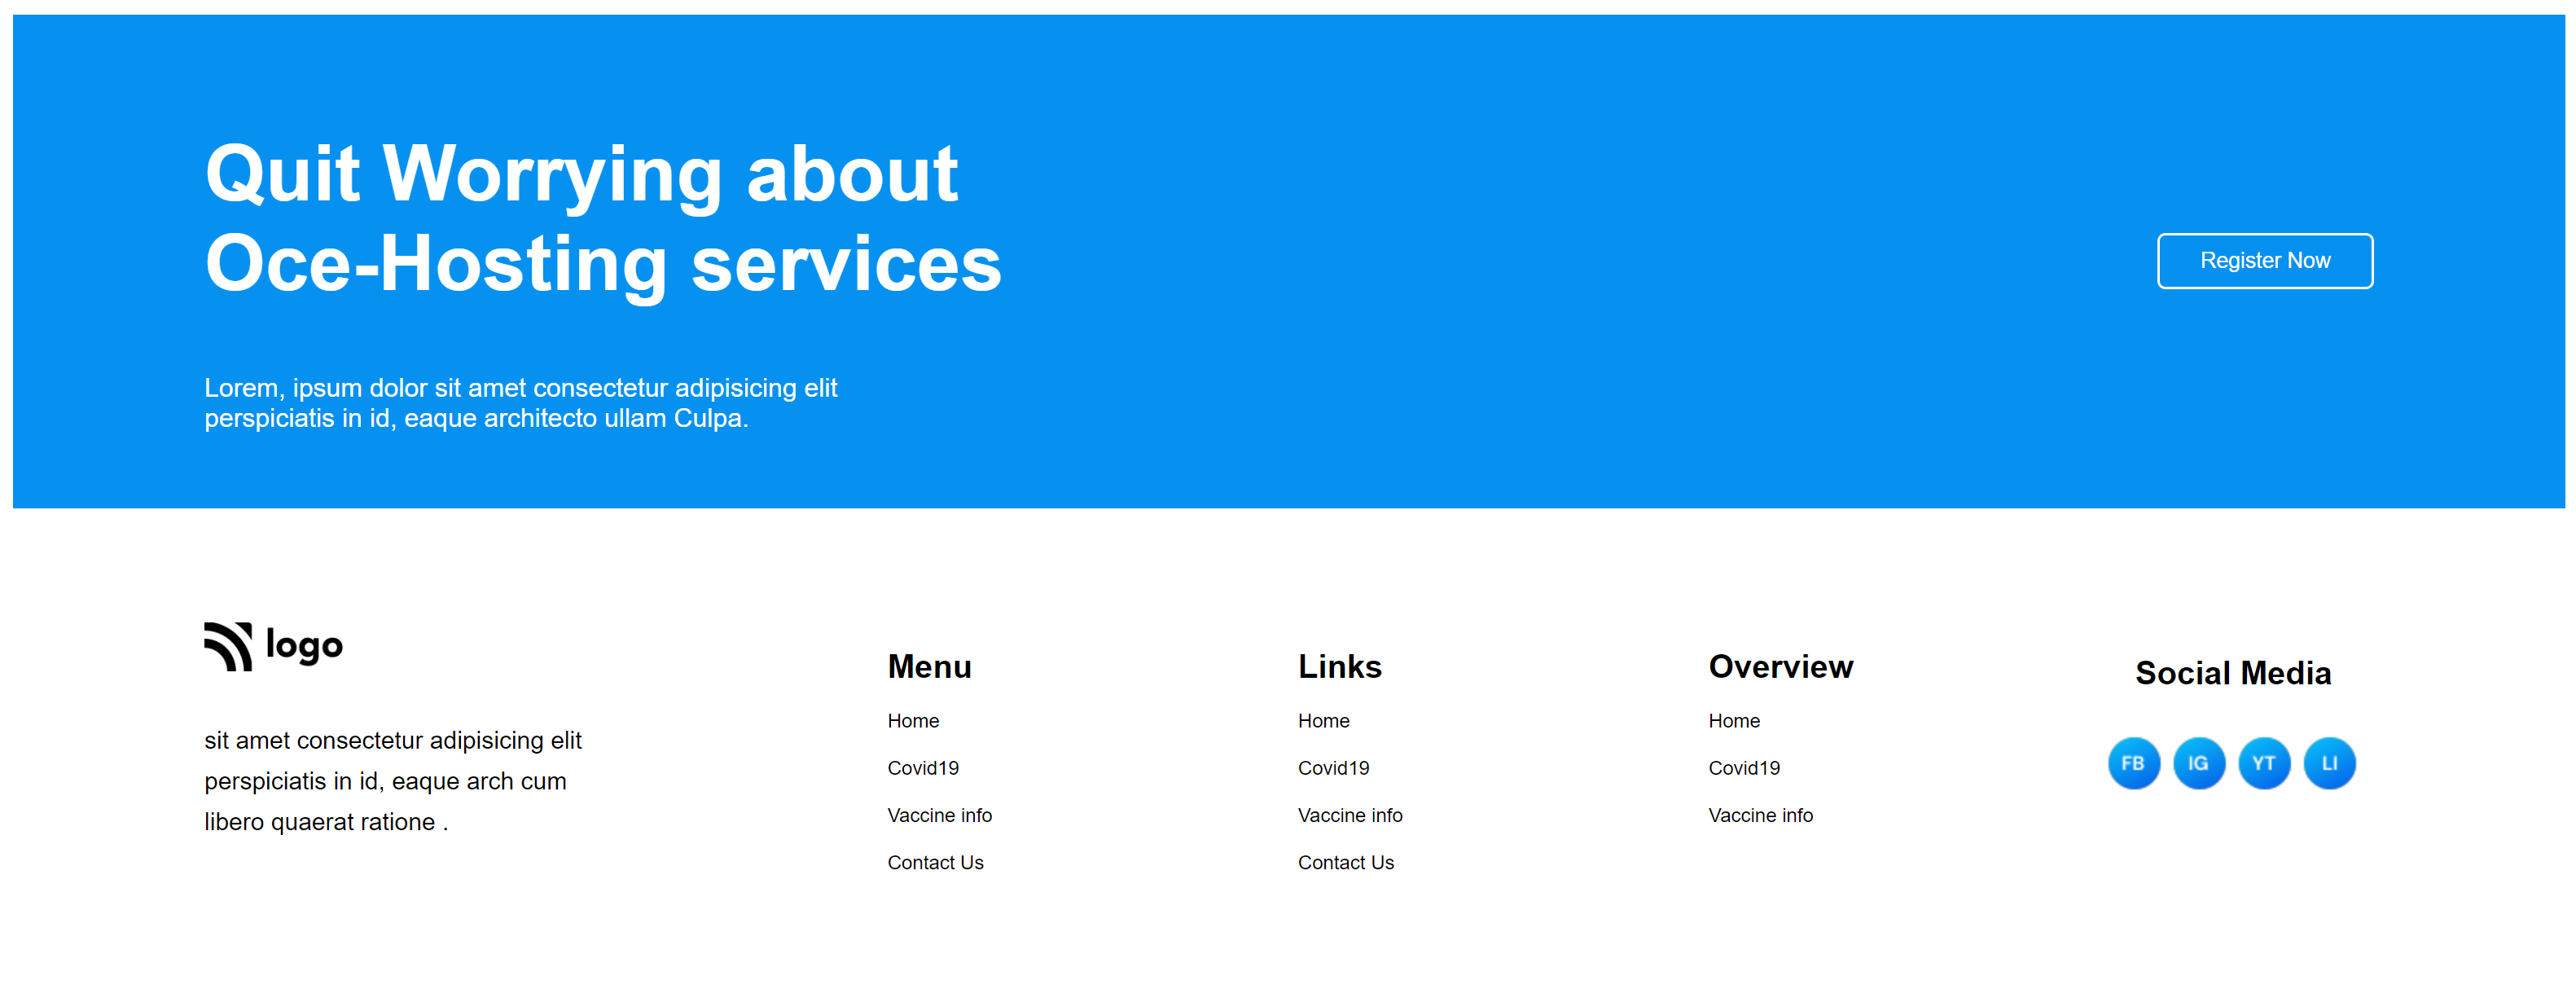 Quit Worrying about
Oce-Hosting services
Register Now
Lorem, ipsum dolor sit amet consectetur adipisicing elit
perspiciatis in id, eaque architecto ullam Culpa.
logo
sit amet consectetur adipisicing elit
perspiciatis in id, eaque arch cum
libero quaerat ratione .
Menu
Home
Covid19
Vaccine info
Contact Us
Links
Home
Covid19
Vaccine info
Contact Us
Overview
Home
Covid19
Vaccine info
Social Media
FB IG YT LI